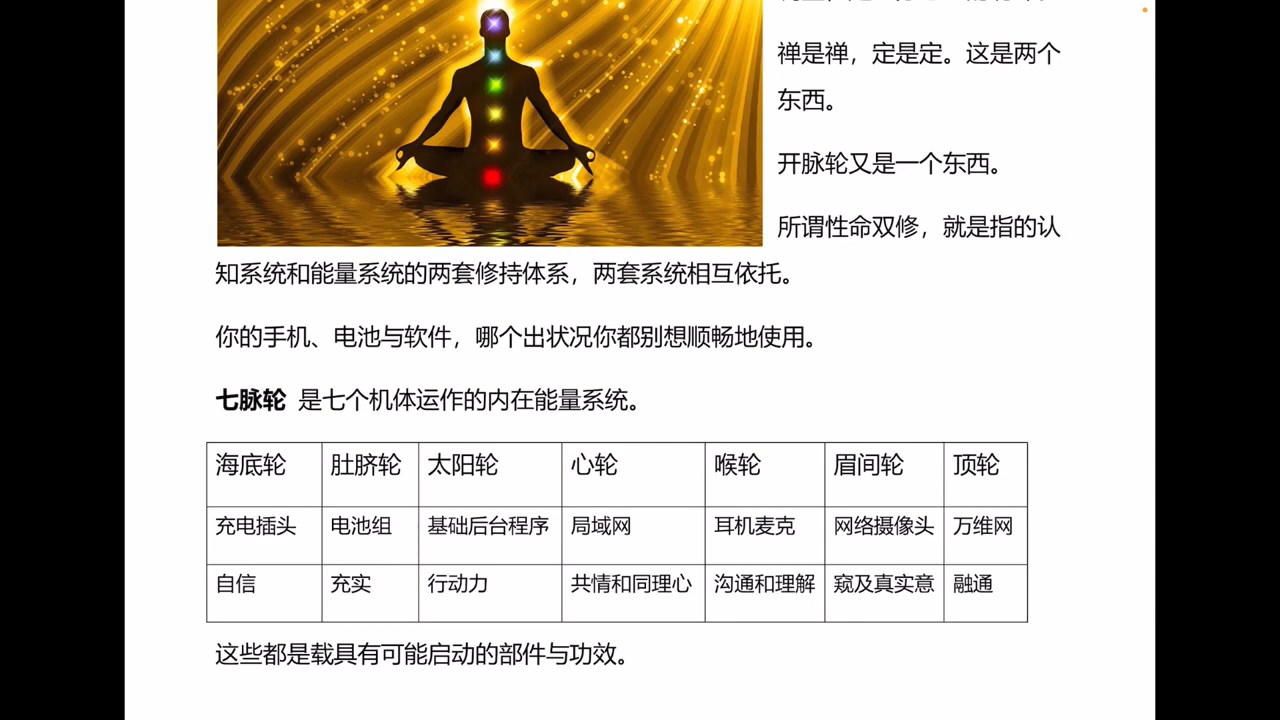 禅是禅，定是定。这是两个
东西。
开脉轮又是一个东西。
所谓性命双修，就是指的认
知系统和能量系统的两套修持体系，两套系统相互依托。
你的手机、电池与软件，哪个出状况你都别想顺畅地使用。
七脉轮 是七个机体运作的内在能量系统。
海底轮 肚脐轮 太阳轮 心轮 喉轮 眉间轮 顶轮
充电插头 电池组 基础后台程序 局域网 耳机麦克 网络摄像头 万维网
自信 充实 行动力 共情和同理心 沟通和理解 窥及真实意 融通
这些都是载具有可能启动的部件与功效。